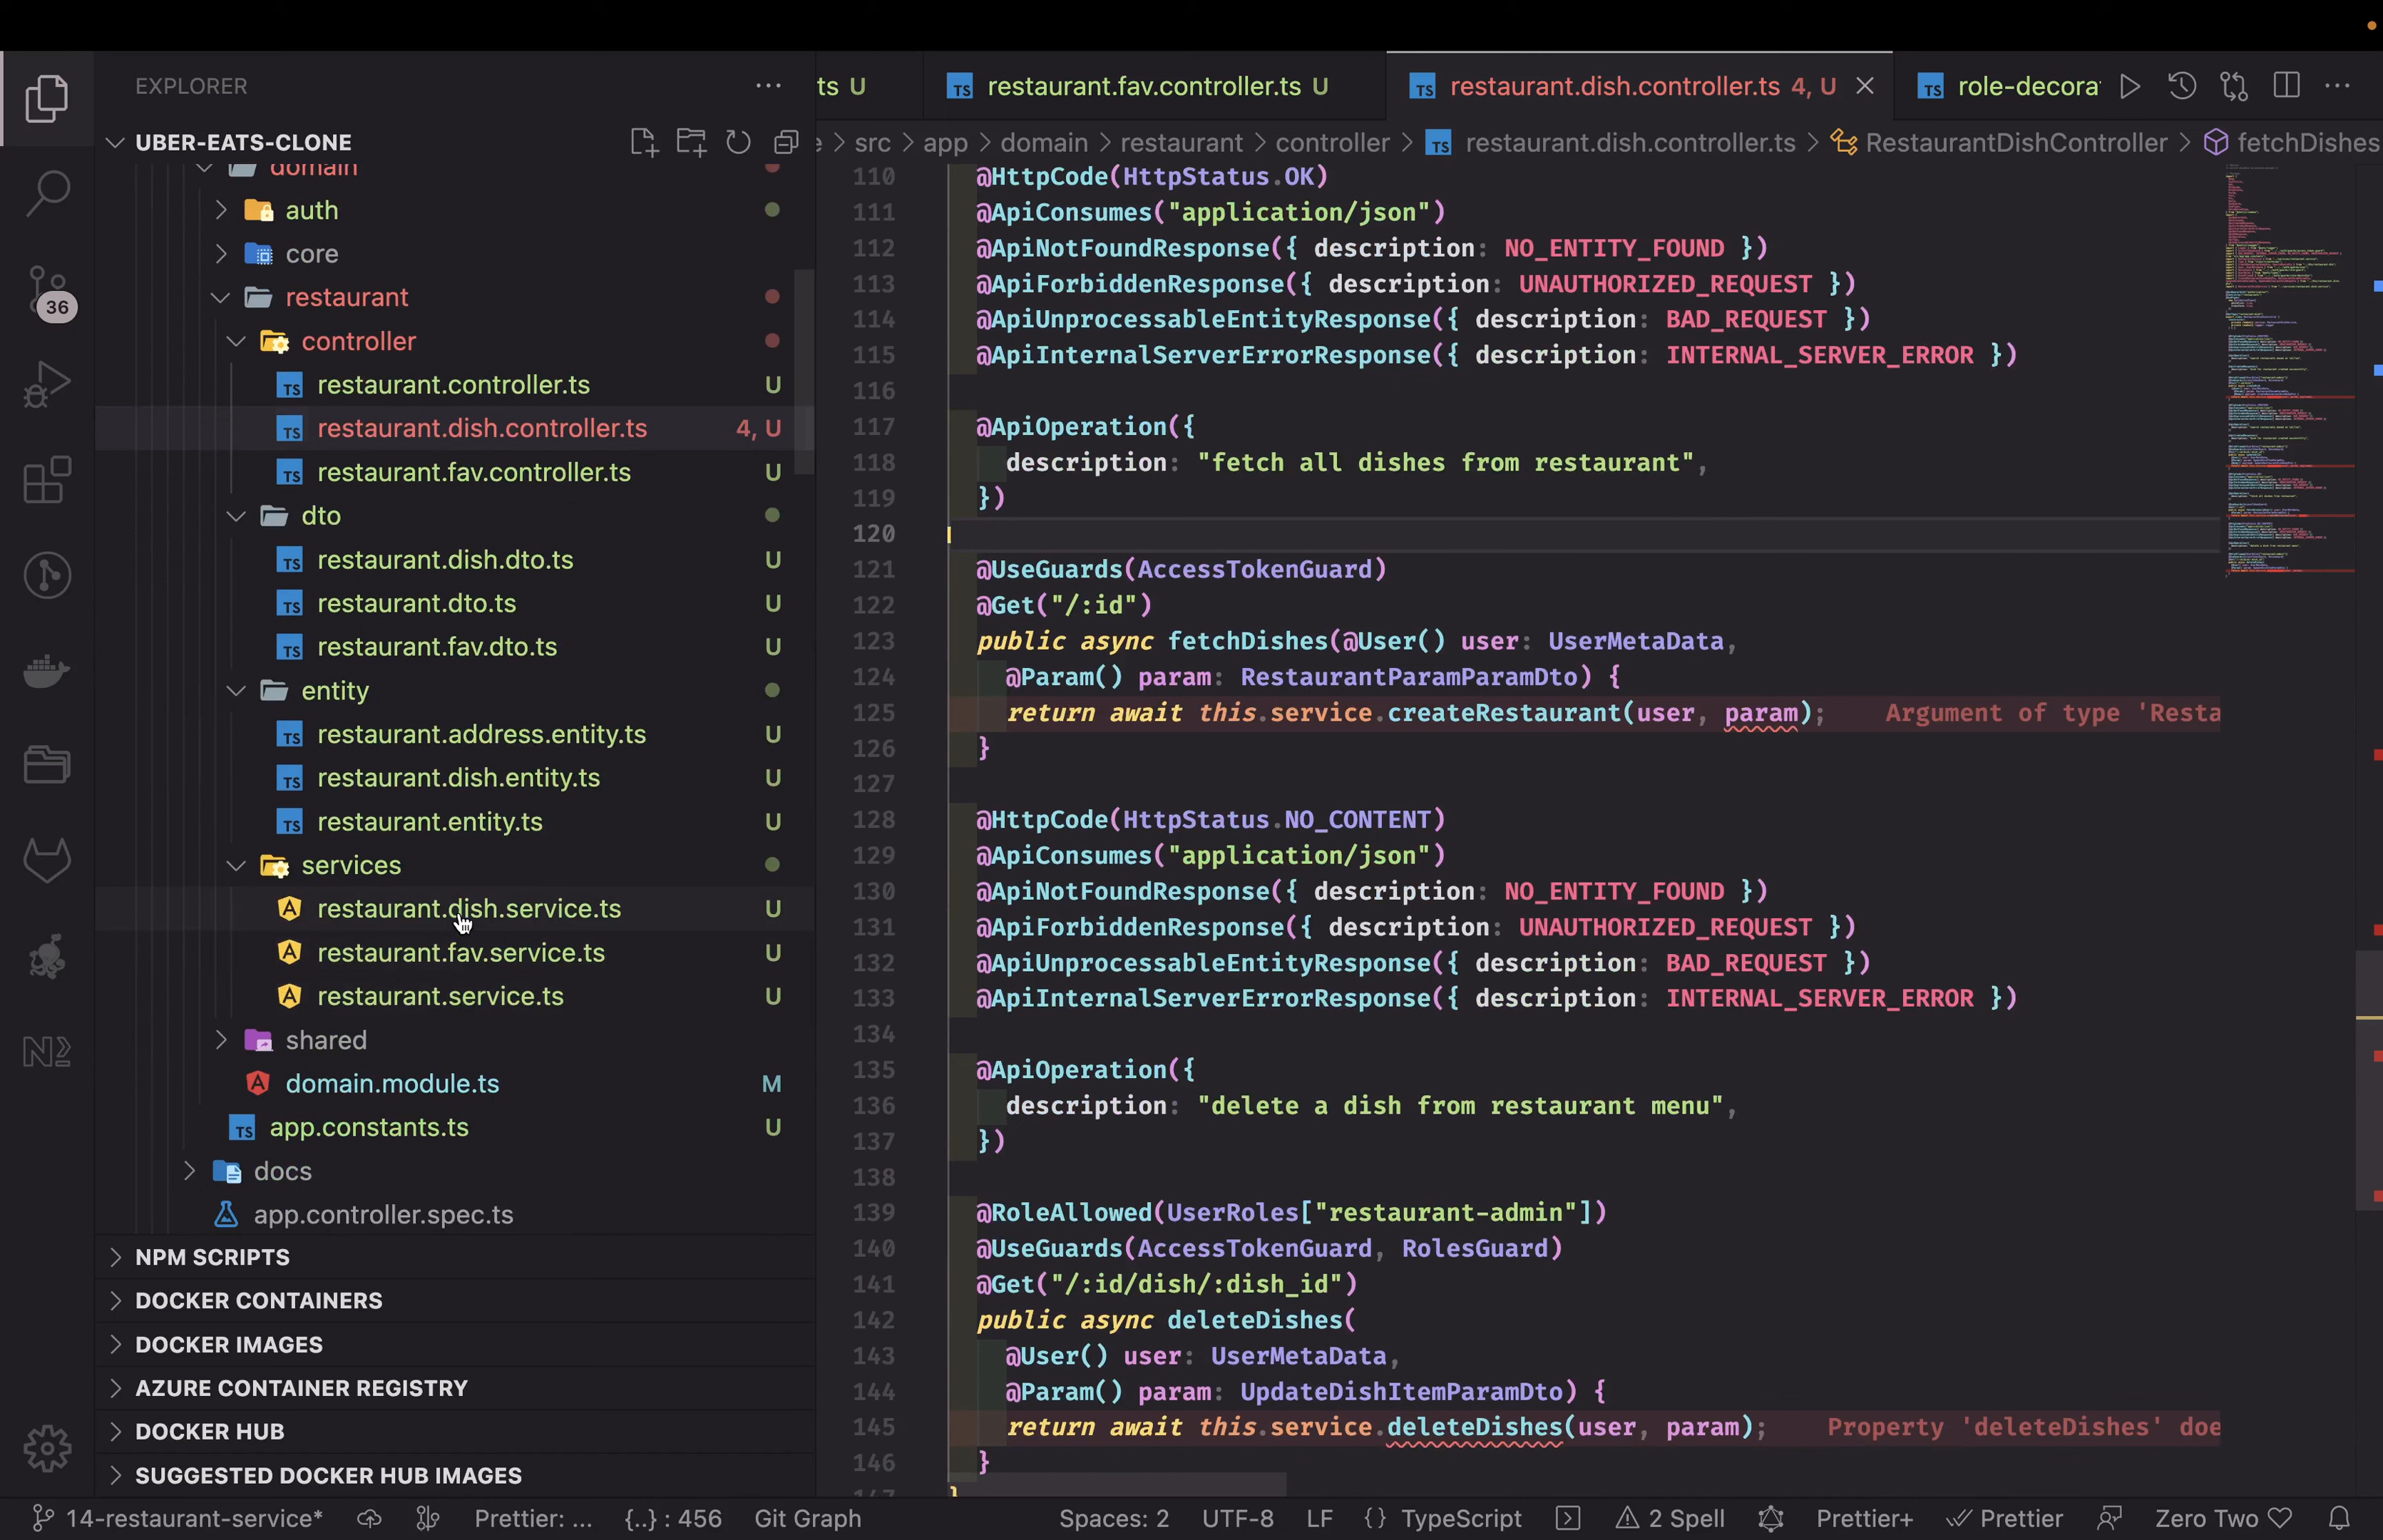 EXPLORER
ts U
restaurant.fav.controller.ts U
restaurant.dish.controller.ts 4, U
role-decora
UBER-EATS-CLONE
e > src > app > domain > restaurant > controller > restaurant.dish.controller.ts > RestaurantDishController > fetchDishes
domain
auth
core
restaurant
controller
restaurant.controller.ts U
restaurant.dish.controller.ts 4, U
restaurant.fav.controller.ts U
dto
restaurant.dish.dto.ts U
restaurant.dto.ts U
restaurant.fav.dto.ts U
entity
restaurant.address.entity.ts U
restaurant.dish.entity.ts U
restaurant.entity.ts U
services
restaurant.dish.service.ts U
restaurant.fav.service.ts U
restaurant.service.ts U
shared
domain.module.ts M
app.constants.ts U
docs
app.controller.spec.ts
NPM SCRIPTS
DOCKER CONTAINERS
DOCKER IMAGES
AZURE CONTAINER REGISTRY
DOCKER HUB
SUGGESTED DOCKER HUB IMAGES
36
110 @HttpCode(HttpStatus.OK)
111 @ApiConsumes("application/json")
112 @ApiNotFoundResponse({ description: NO_ENTITY_FOUND })
113 @ApiForbiddenResponse({ description: UNAUTHORIZED_REQUEST })
114 @ApiUnprocessableEntityResponse({ description: BAD_REQUEST })
115 @ApiInternalServerErrorResponse({ description: INTERNAL_SERVER_ERROR })
116
117 @ApiOperation({
118 description: "fetch all dishes from restaurant",
119 })
120
121 @UseGuards(AccessTokenGuard)
122 @Get("/:id")
123 public async fetchDishes(@User() user: UserMetaData,
124 @Param() param: RestaurantParamParamDto) {
125 return await this.service.createRestaurant(user, param); Argument of type 'Resta
126 }
127
128 @HttpCode(HttpStatus.NO_CONTENT)
129 @ApiConsumes("application/json")
130 @ApiNotFoundResponse({ description: NO_ENTITY_FOUND })
131 @ApiForbiddenResponse({ description: UNAUTHORIZED_REQUEST })
132 @ApiUnprocessableEntityResponse({ description: BAD_REQUEST })
133 @ApiInternalServerErrorResponse({ description: INTERNAL_SERVER_ERROR })
134
135 @ApiOperation({
136 description: "delete a dish from restaurant menu",
137 })
138
139 @RoleAllowed(UserRoles["restaurant-admin"])
140 @UseGuards(AccessTokenGuard, RolesGuard)
141 @Get("/:id/dish/:dish_id")
142 public async deleteDishes(
143 @User() user: UserMetaData,
144 @Param() param: UpdateDishItemParamDto) {
145 return await this.service.deleteDishes(user, param); Property 'deleteDishes' doe
146 }
147 }
14-restaurant-service* Prettier: ... {..} : 456 Git Graph Spaces: 2 UTF-8 LF {} TypeScript 2 Spell Prettier+ Prettier Zero Two